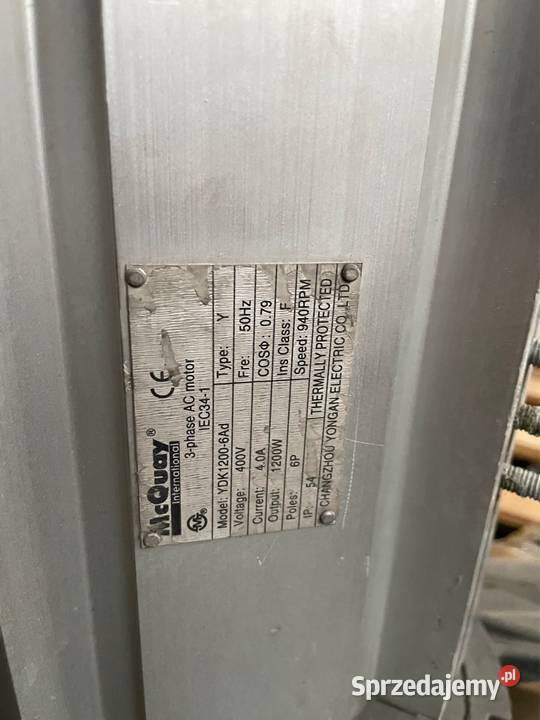 McQuay®
International
CE
3-phase AC motor
IEC34-1
Model: YDK1200-6Ad Type: Y
Voltage: 400V Fre: 50Hz
Current: 4.0A COSΦ: 0.79
Output: 1200W Ins Class: F
Poles: 6P Speed: 940RPM
IP: 54 THERMALLY PROTECTED
CHANGZHOU YONGAN ELECTRIC CO. LTD
Sprzedajemy.pl